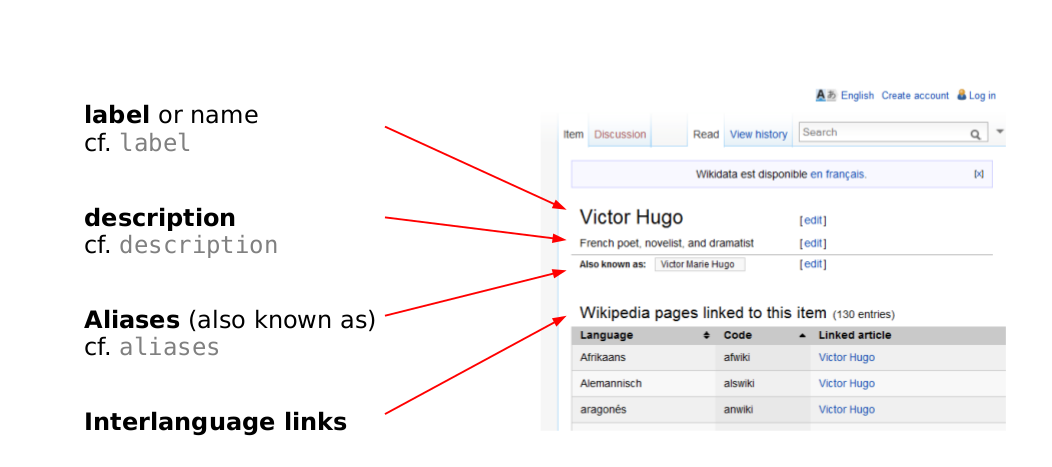 label or name
cf. label
description
cf. description
Aliases (also known as)
cf. aliases
Interlanguage links
Aあ English Create account Log in
Item Discussion Read View history Search
Wikidata est disponible en français. [x]
Victor Hugo [edit]
French poet, novelist, and dramatist [edit]
Also known as: Victor Marie Hugo [edit]
Wikipedia pages linked to this item (130 entries)
Language Code Linked article
Afrikaans afwiki Victor Hugo
Alemannisch alswiki Victor Hugo
aragonés anwiki Victor Hugo